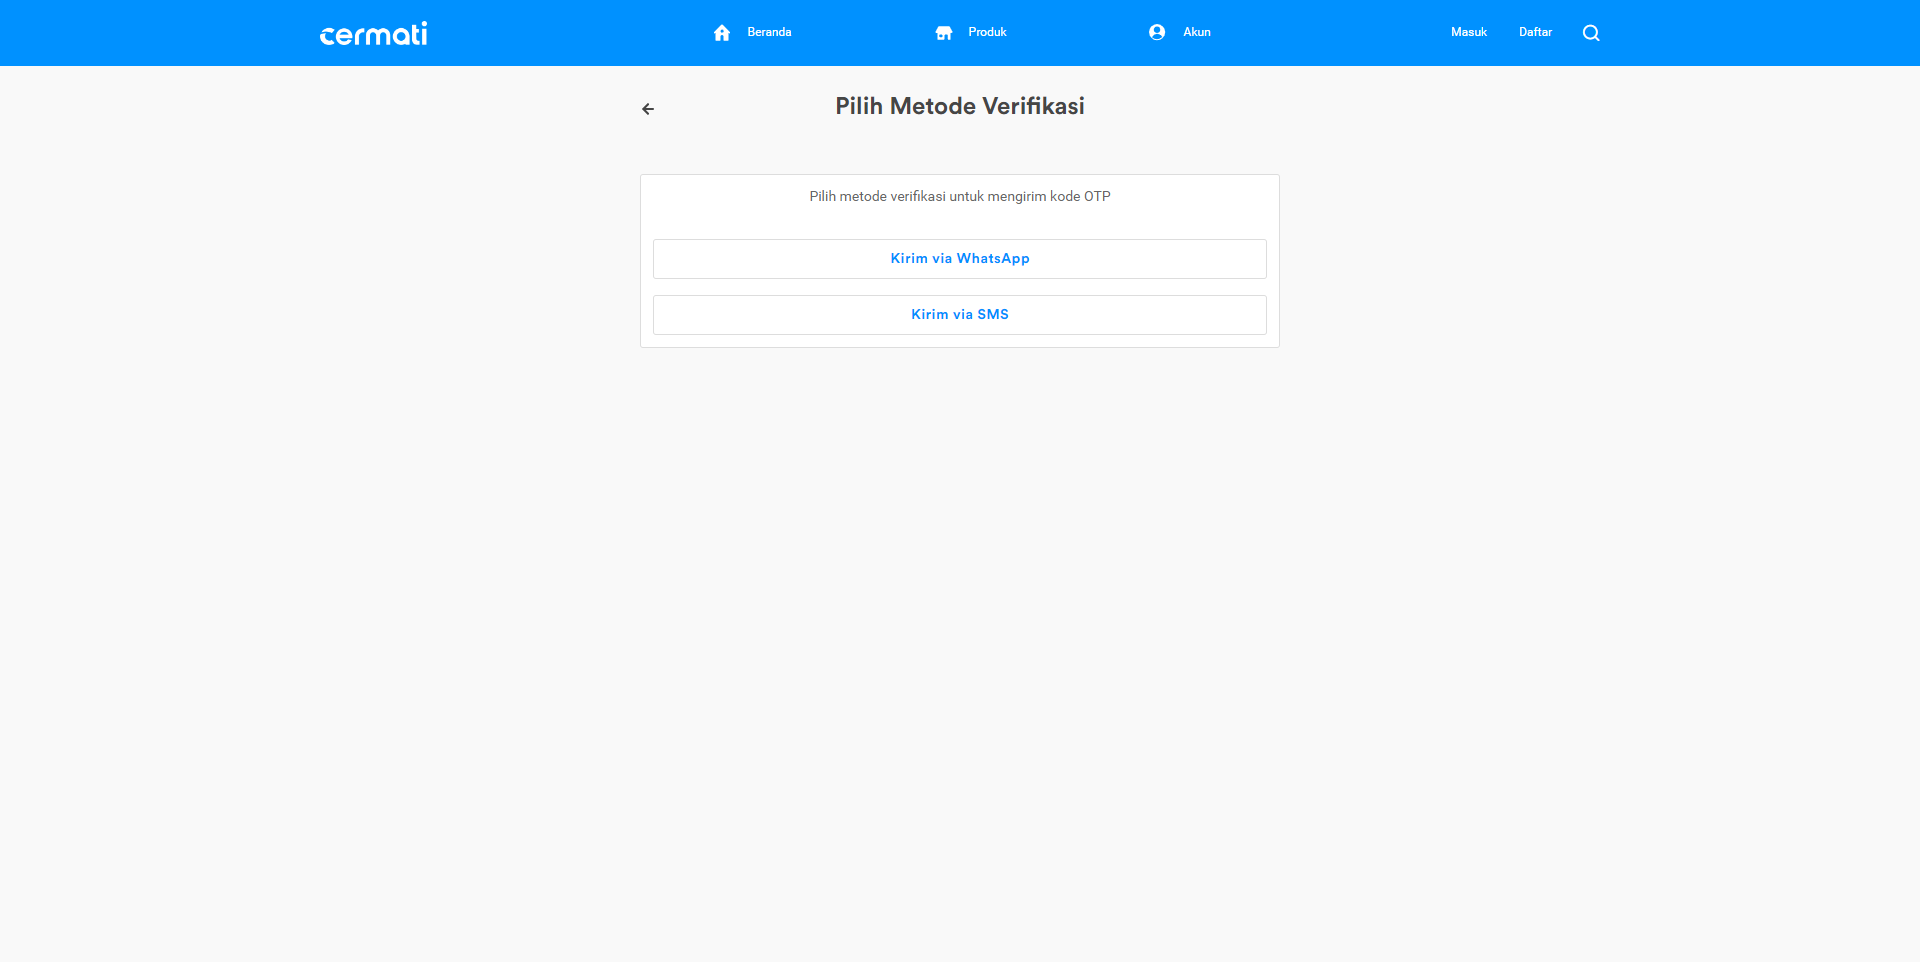 cermati
Beranda
Produk
Akun
Masuk
Daftar
Pilih Metode Verifikasi
Pilih metode verifikasi untuk mengirim kode OTP
Kirim via WhatsApp
Kirim via SMS